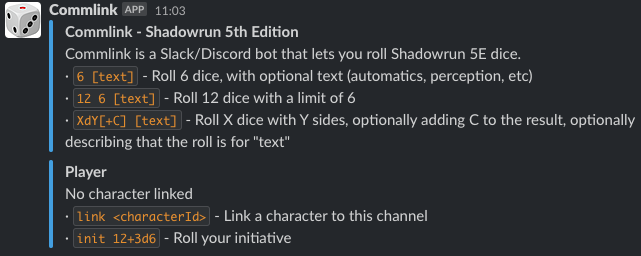 Commlink APP 11:03
Commlink - Shadowrun 5th Edition
Commlink is a Slack/Discord bot that lets you roll Shadowrun 5E dice.
· 6 [text] - Roll 6 dice, with optional text (automatics, perception, etc)
· 12 6 [text] - Roll 12 dice with a limit of 6
· XdY[+C] [text] - Roll X dice with Y sides, optionally adding C to the result, optionally
describing that the roll is for "text"
Player
No character linked
· link <characterId> - Link a character to this channel
· init 12+3d6 - Roll your initiative